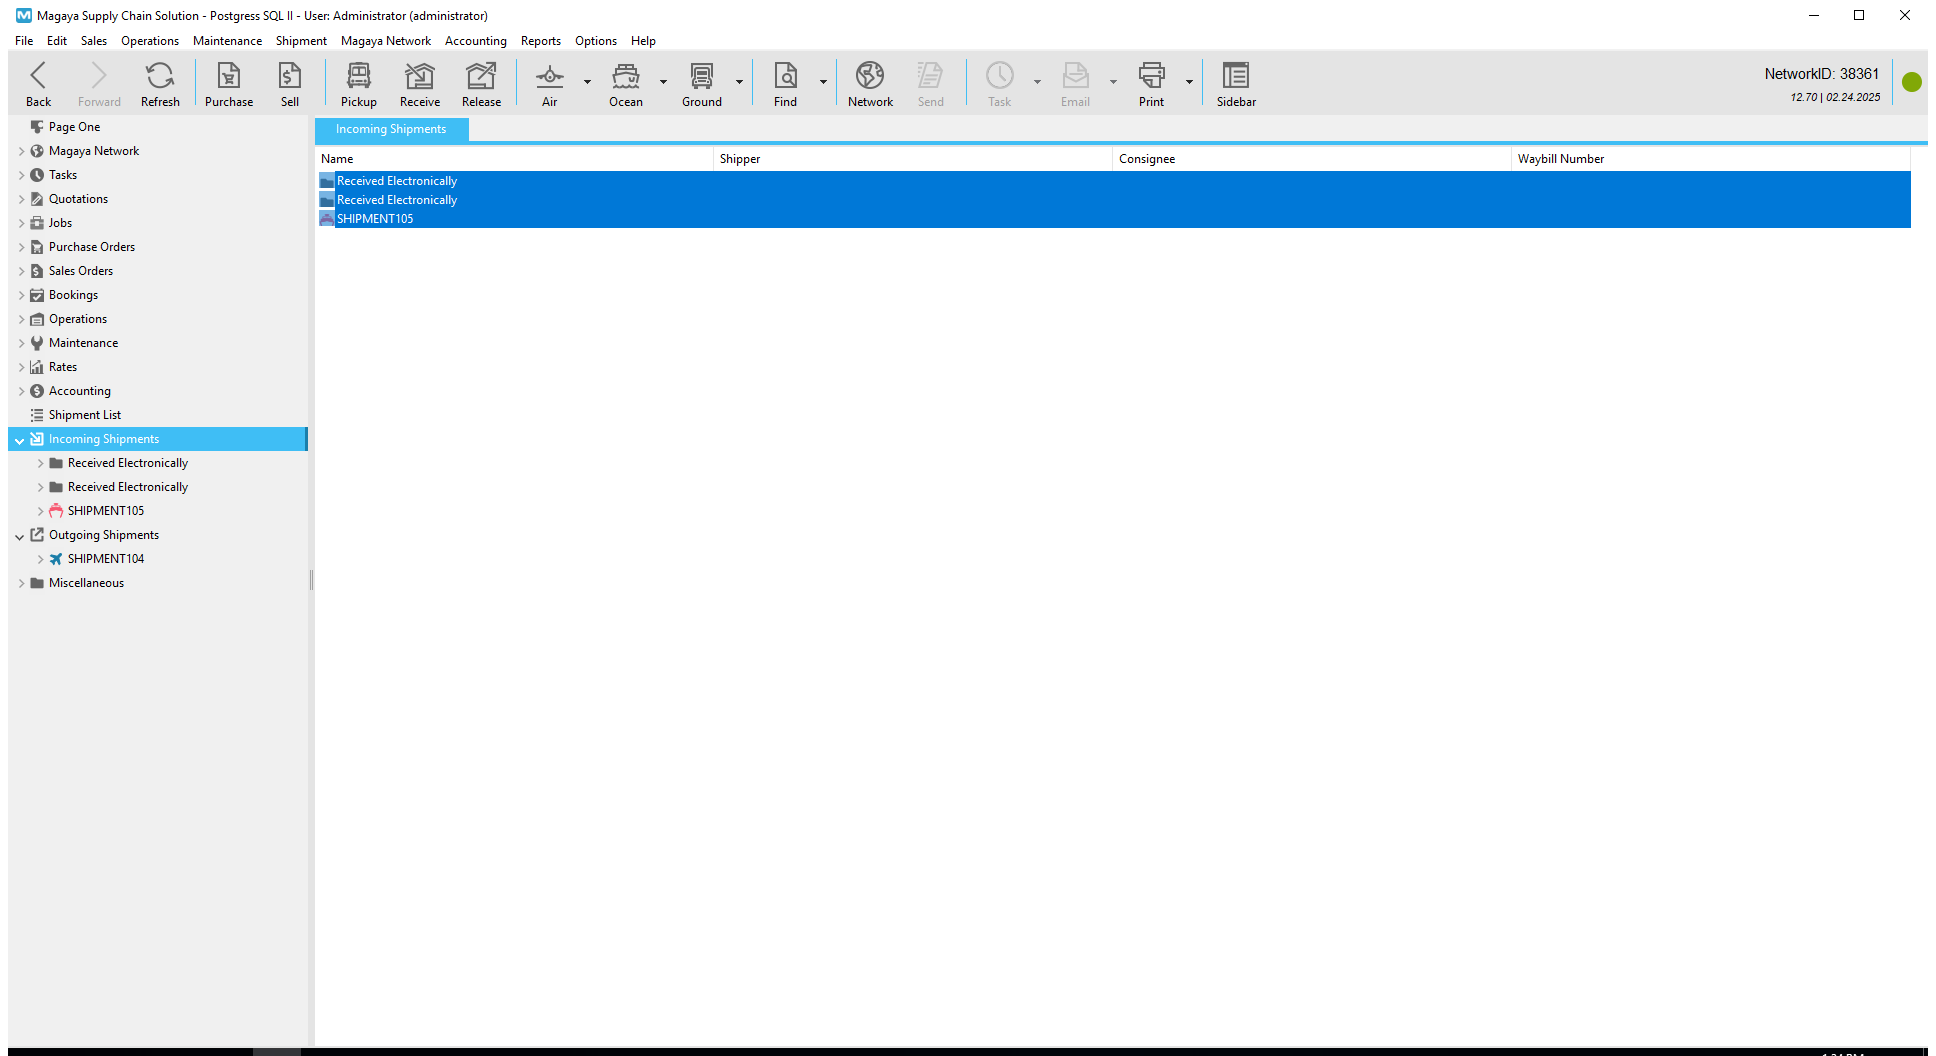 Magaya Supply Chain Solution - Postgress SQL II - User: Administrator (administrator)
File Edit Sales Operations Maintenance Shipment Magaya Network Accounting Reports Options Help
Back Forward Refresh Purchase Sell Pickup Receive Release Air Ocean Ground Find Network Send Task Email Print Sidebar
NetworkID: 38361
12.70 | 02.24.2025
Page One
Magaya Network
Tasks
Quotations
Jobs
Purchase Orders
Sales Orders
Bookings
Operations
Maintenance
Rates
Accounting
Shipment List
Incoming Shipments
Received Electronically
Received Electronically
SHIPMENT105
Outgoing Shipments
SHIPMENT104
Miscellaneous
Incoming Shipments
Name Shipper Consignee Waybill Number
Received Electronically
Received Electronically
SHIPMENT105